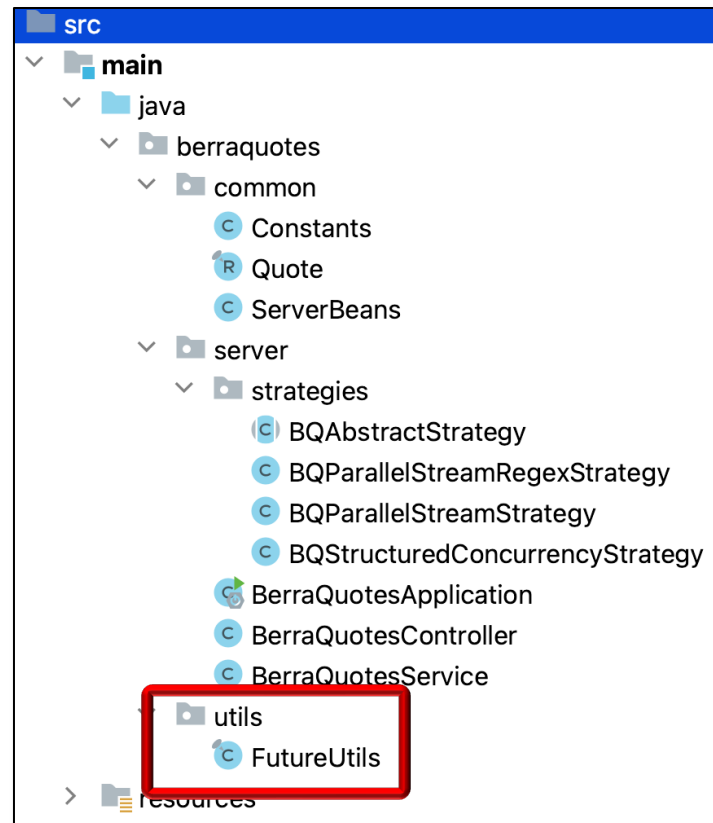 src
main
java
berraquotes
common
C Constants
R Quote
C ServerBeans
server
strategies
C BQAbstractStrategy
C BQParallelStreamRegexStrategy
C BQParallelStreamStrategy
C BQStructuredConcurrencyStrategy
C BerraQuotesApplication
C BerraQuotesController
C BerraQuotesService
utils
C FutureUtils
resources